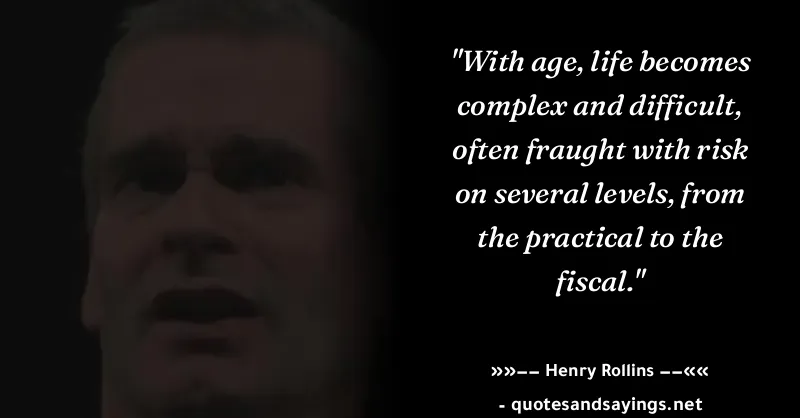 "With age, life becomes
complex and difficult,
often fraught with risk
on several levels, from
the practical to the
fiscal."
»»—— Henry Rollins ——««
- quotesandsayings.net